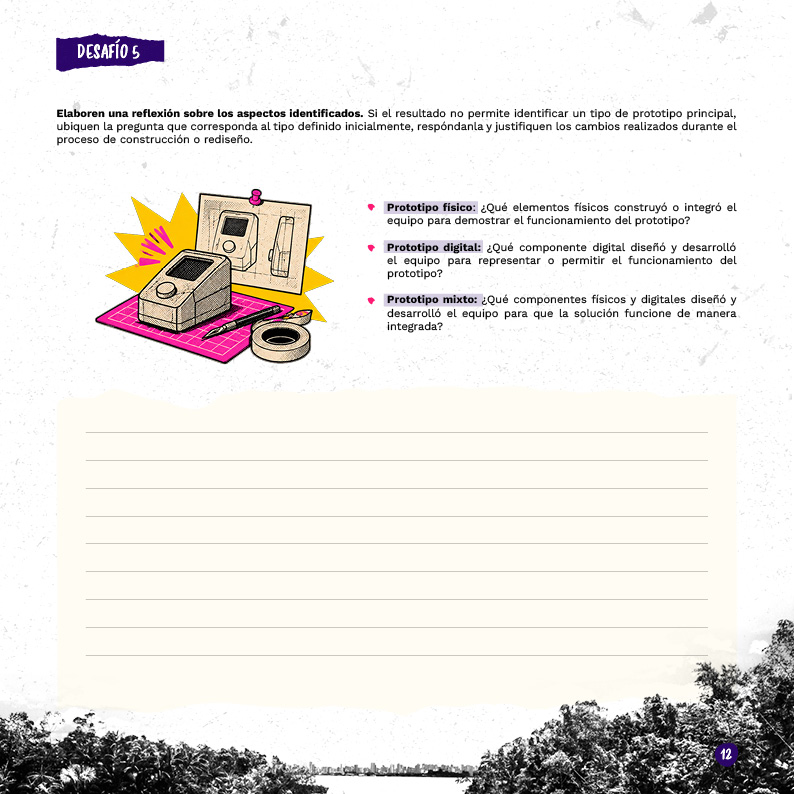 DESAFÍO 5
Elaboren una reflexión sobre los aspectos identificados. Si el resultado no permite identificar un tipo de prototipo principal,
ubiquen la pregunta que corresponda al tipo definido inicialmente, respóndanla y justifiquen los cambios realizados durante el
proceso de construcción o rediseño.
Prototipo físico: ¿Qué elementos físicos construyó o integró el
equipo para demostrar el funcionamiento del prototipo?
Prototipo digital: ¿Qué componente digital diseñó y desarrolló
el equipo para representar o permitir el funcionamiento del
prototipo?
Prototipo mixto: ¿Qué componentes físicos y digitales diseñó y
desarrolló el equipo para que la solución funcione de manera
integrada?
12